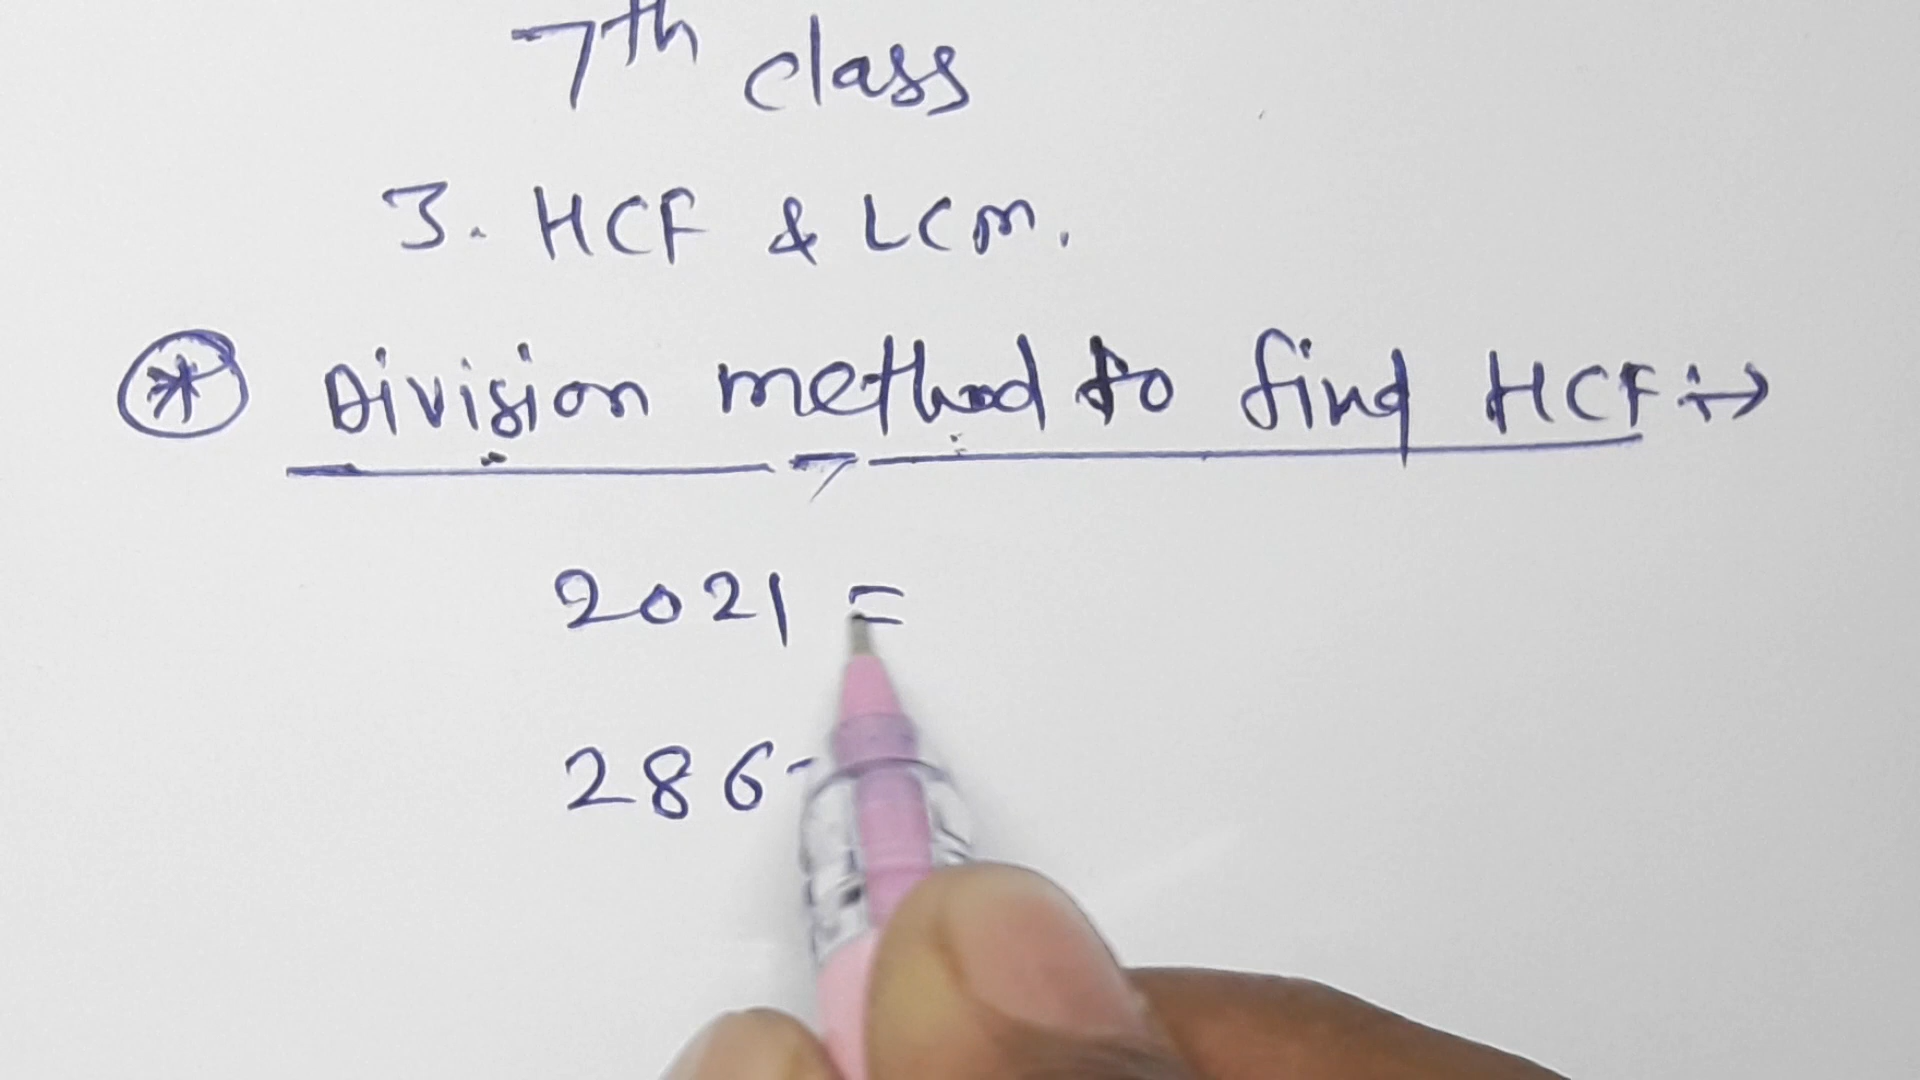 7th class
3. HCF & LCM.
* Division method to find HCF :->
2021 =
286